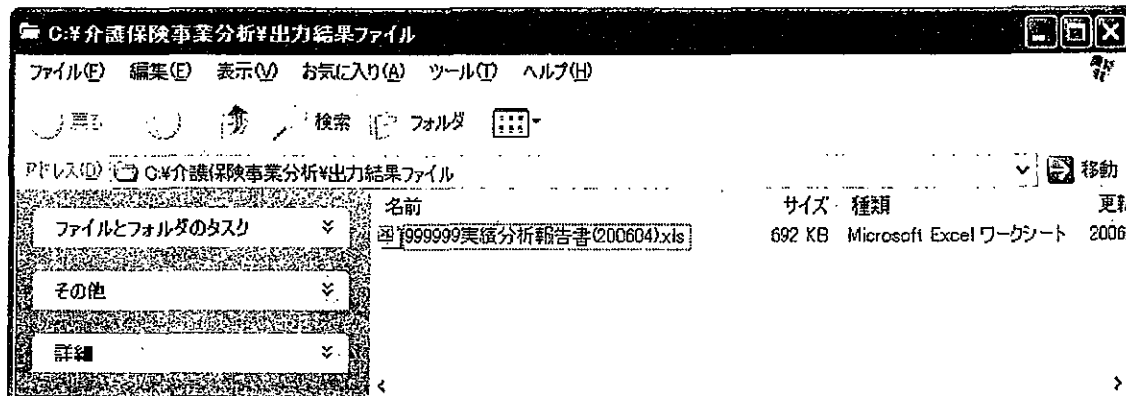 C:¥介護保険事業分析¥出力結果ファイル
ファイル(F) 編集(E) 表示(V) お気に入り(A) ツール(T) ヘルプ(H)
戻る 検索 フォルダ
アドレス(D) C:¥介護保険事業分析¥出力結果ファイル 移動
名前 サイズ 種類 更新
ファイルとフォルダのタスク
999999実績分析報告書(200604).xls 692 KB Microsoft Excel ワークシート 2006
その他
詳細